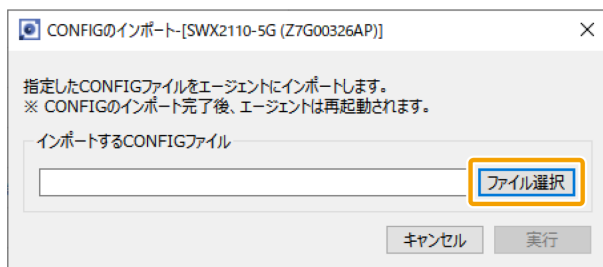 CONFIGのインポート-[SWX2110-5G (Z7G00326AP)]
指定したCONFIGファイルをエージェントにインポートします。
※ CONFIGのインポート完了後、エージェントは再起動されます。
インポートするCONFIGファイル
ファイル選択
キャンセル 実行